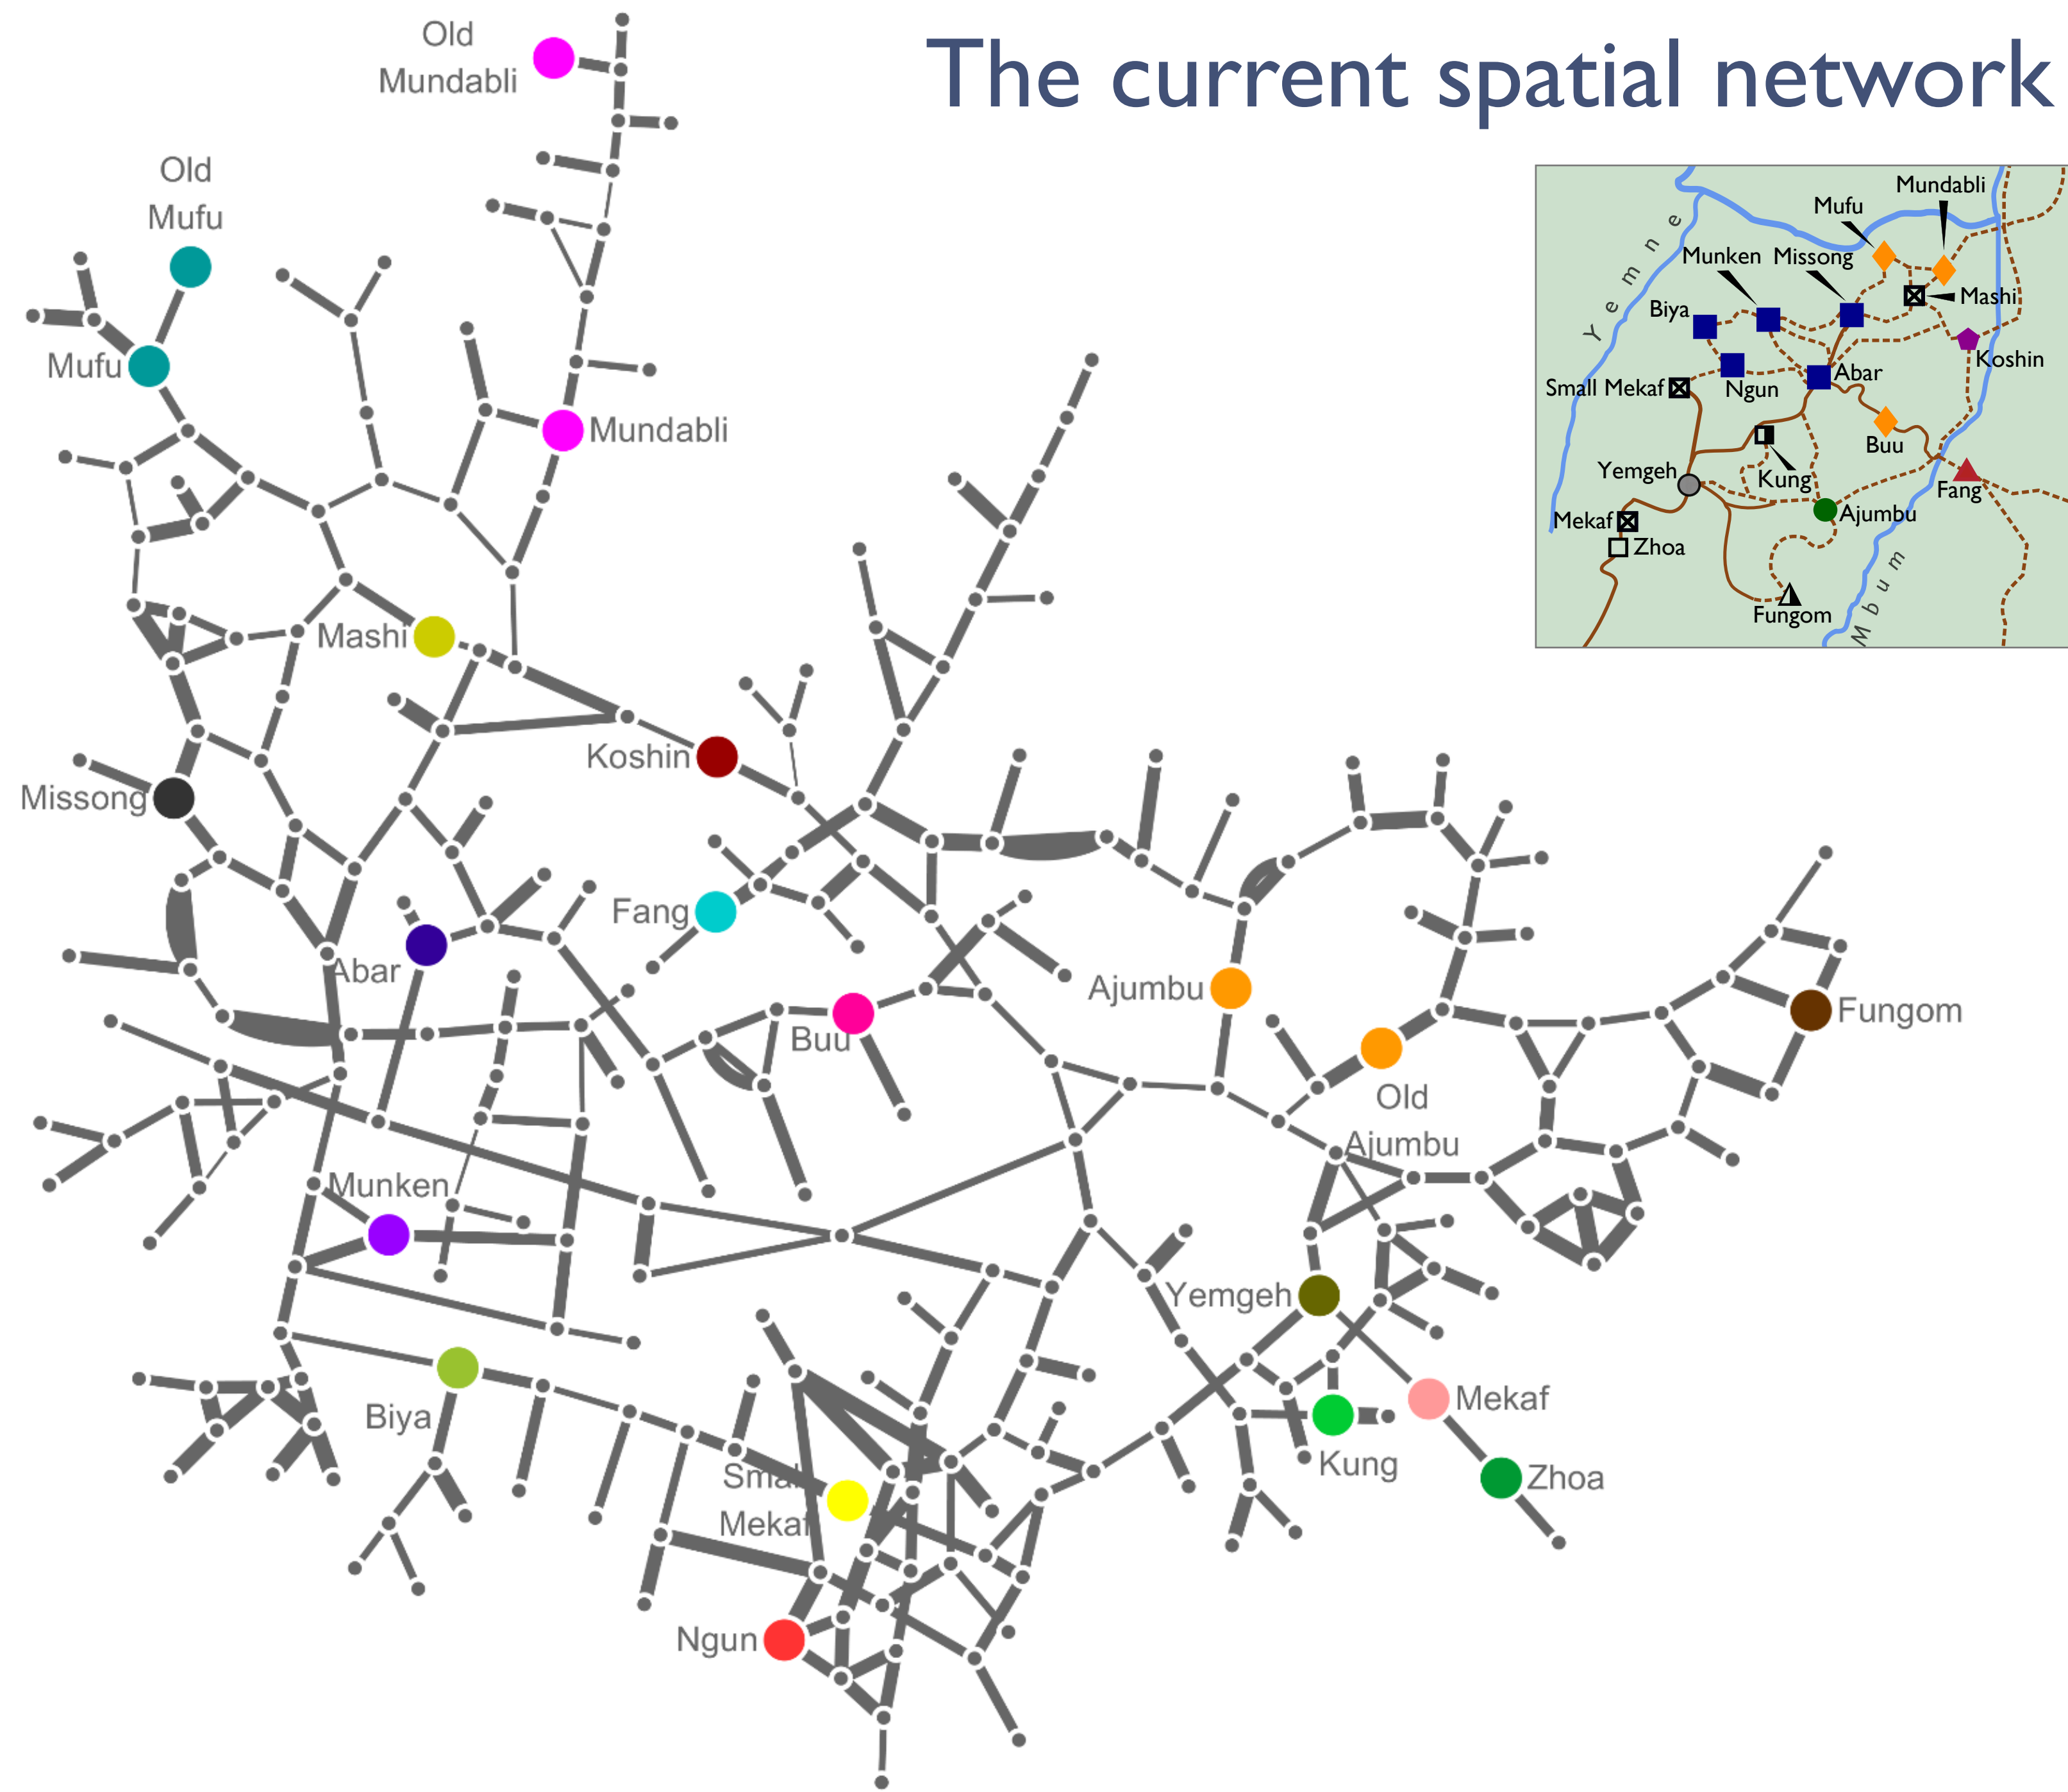 The current spatial network
Old
Mundabli
Old
Mufu
Mufu
Mundabli
Mashi
Koshin
Missong
Fang
Abar
Ajumbu
Buu
Fungom
Old
Ajumbu
Munken
Yemgeh
Biya
Mekaf
Kung
Zhoa
Small
Mekaf
Ngun
Mundabli
Mufu
Yemne
Munken
Missong
Mashi
Biya
Koshin
Small Mekaf
Ngun
Abar
Buu
Yemgeh
Kung
Fang
Mekaf
Ajumbu
Zhoa
Mbum
Fungom